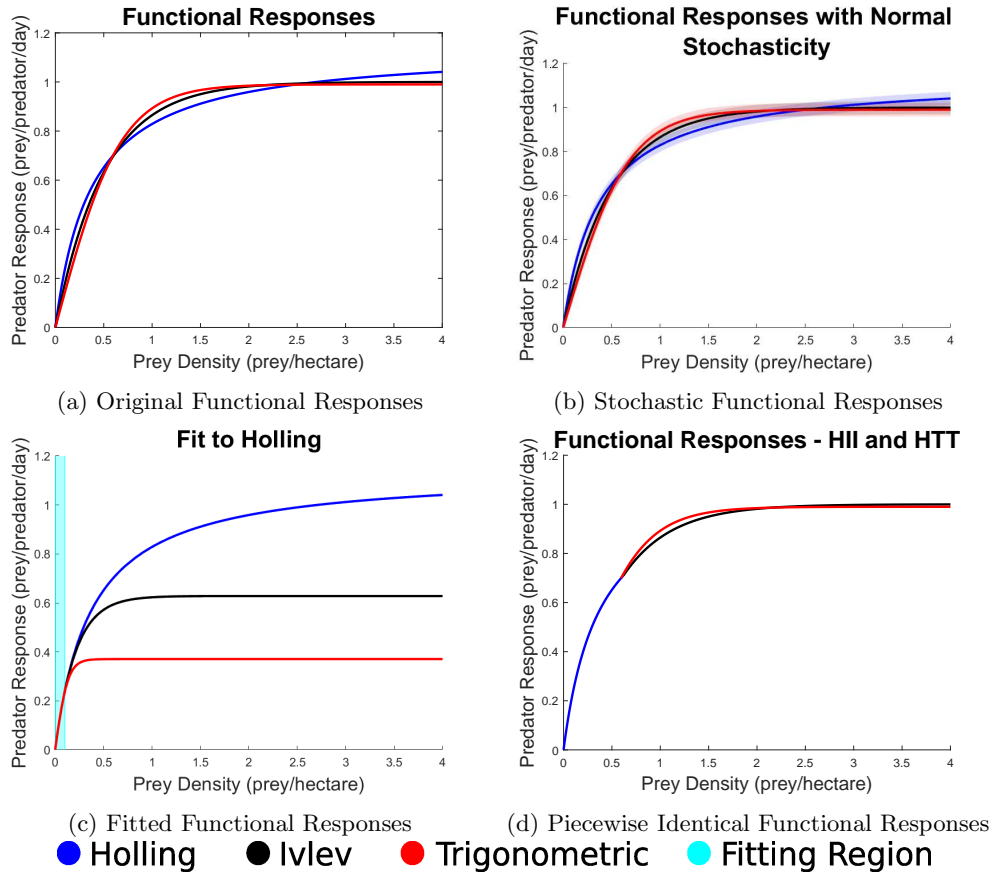 Functional Responses
Predator Response (prey/predator/day)
1.2
1
0.8
0.6
0.4
0.2
0
0 0.5 1 1.5 2 2.5 3 3.5 4
Prey Density (prey/hectare)
(a) Original Functional Responses
Functional Responses with Normal
Stochasticity
Predator Response (prey/predator/day)
1.2
1
0.8
0.6
0.4
0.2
0
0 0.5 1 1.5 2 2.5 3 3.5 4
Prey Density (prey/hectare)
(b) Stochastic Functional Responses
Fit to Holling
Predator Response (prey/predator/day)
1.2
1
0.8
0.6
0.4
0.2
0
0 0.5 1 1.5 2 2.5 3 3.5 4
Prey Density (prey/hectare)
(c) Fitted Functional Responses
Functional Responses - HII and HTT
Predator Response (prey/predator/day)
1.2
1
0.8
0.6
0.4
0.2
0
0 0.5 1 1.5 2 2.5 3 3.5 4
Prey Density (prey/hectare)
(d) Piecewise Identical Functional Responses
Holling Ivlev Trigonometric Fitting Region